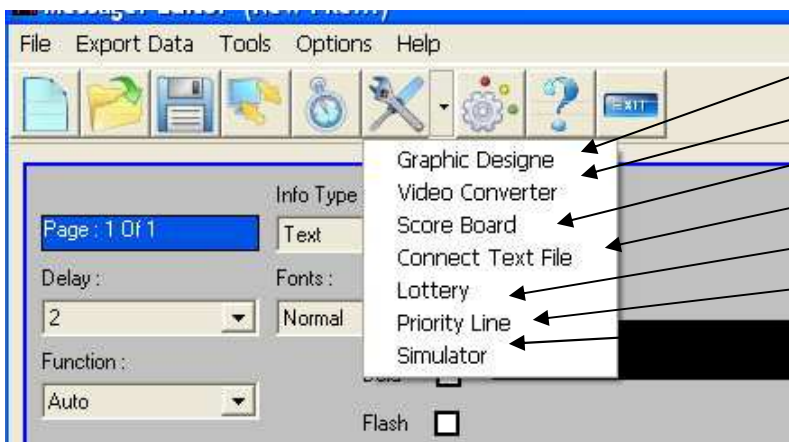 File Export Data Tools Options Help
EXIT
Graphic Designe
Info Type
Video Converter
Page : 1 Of 1
Text
Score Board
Connect Text File
Delay :
Fonts :
Lottery
2
Normal
Priority Line
Simulator
Function :
Auto
Flash